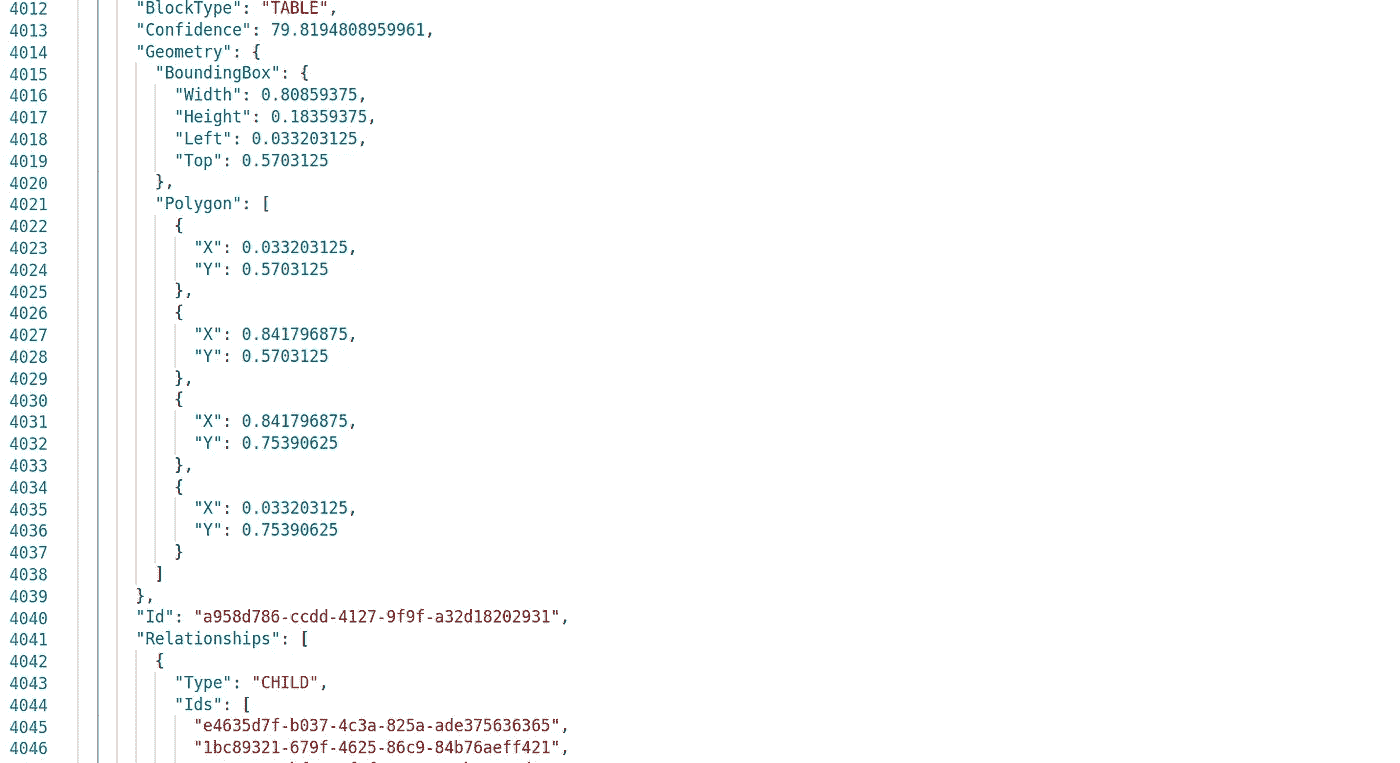 4012 "BlockType": "TABLE",
4013 "Confidence": 79.8194808959961,
4014 "Geometry": {
4015 "BoundingBox": {
4016 "Width": 0.80859375,
4017 "Height": 0.18359375,
4018 "Left": 0.033203125,
4019 "Top": 0.5703125
4020 },
4021 "Polygon": [
4022 {
4023 "X": 0.033203125,
4024 "Y": 0.5703125
4025 },
4026 {
4027 "X": 0.841796875,
4028 "Y": 0.5703125
4029 },
4030 {
4031 "X": 0.841796875,
4032 "Y": 0.75390625
4033 },
4034 {
4035 "X": 0.033203125,
4036 "Y": 0.75390625
4037 }
4038 ]
4039 },
4040 "Id": "a958d786-ccdd-4127-9f9f-a32d18202931",
4041 "Relationships": [
4042 {
4043 "Type": "CHILD",
4044 "Ids": [
4045 "e4635d7f-b037-4c3a-825a-ade375636365",
4046 "1bc89321-679f-4625-86c9-84b76aeff421",